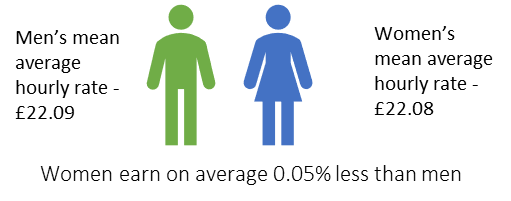 Men’s mean
average
hourly rate -
£22.09
Women’s
mean average
hourly rate -
£22.08
Women earn on average 0.05% less than men